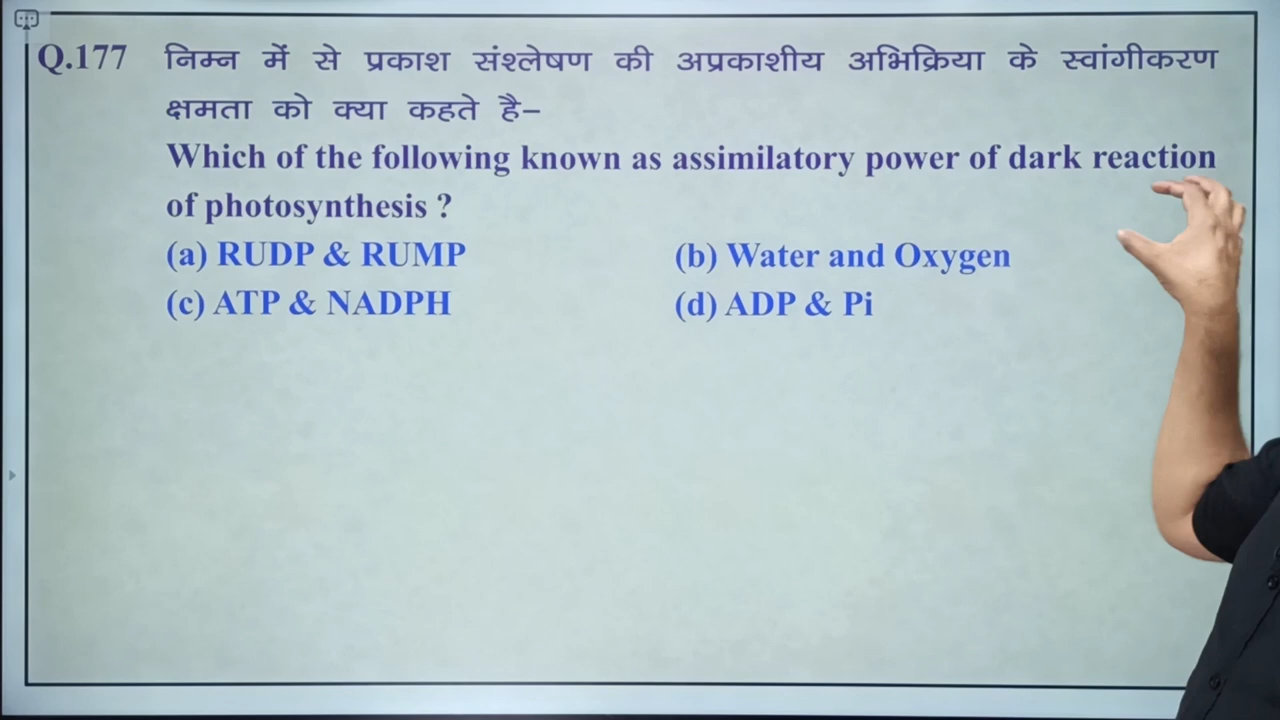 Q.177 निम्न में से प्रकाश संश्लेषण की अप्रकाशीय अभिक्रिया के स्वांगीकरण
क्षमता को क्या कहते है–
Which of the following known as assimilatory power of dark reaction
of photosynthesis ?
(a) RUDP & RUMP (b) Water and Oxygen
(c) ATP & NADPH (d) ADP & Pi